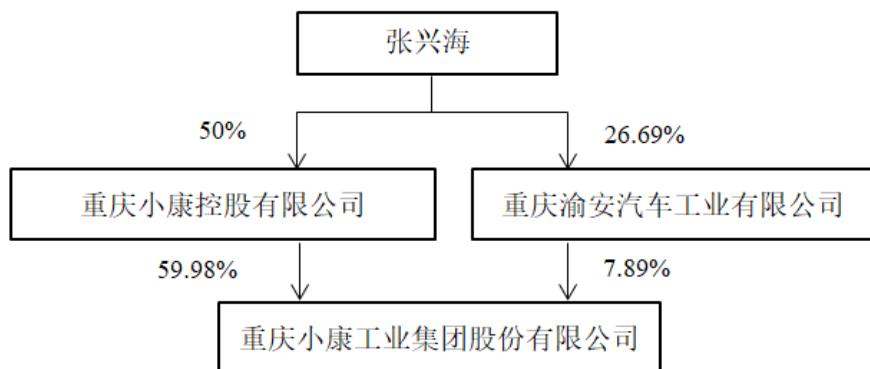 张兴海
50%
26.69%
重庆小康控股有限公司
重庆渝安汽车工业有限公司
59.98%
7.89%
重庆小康工业集团股份有限公司